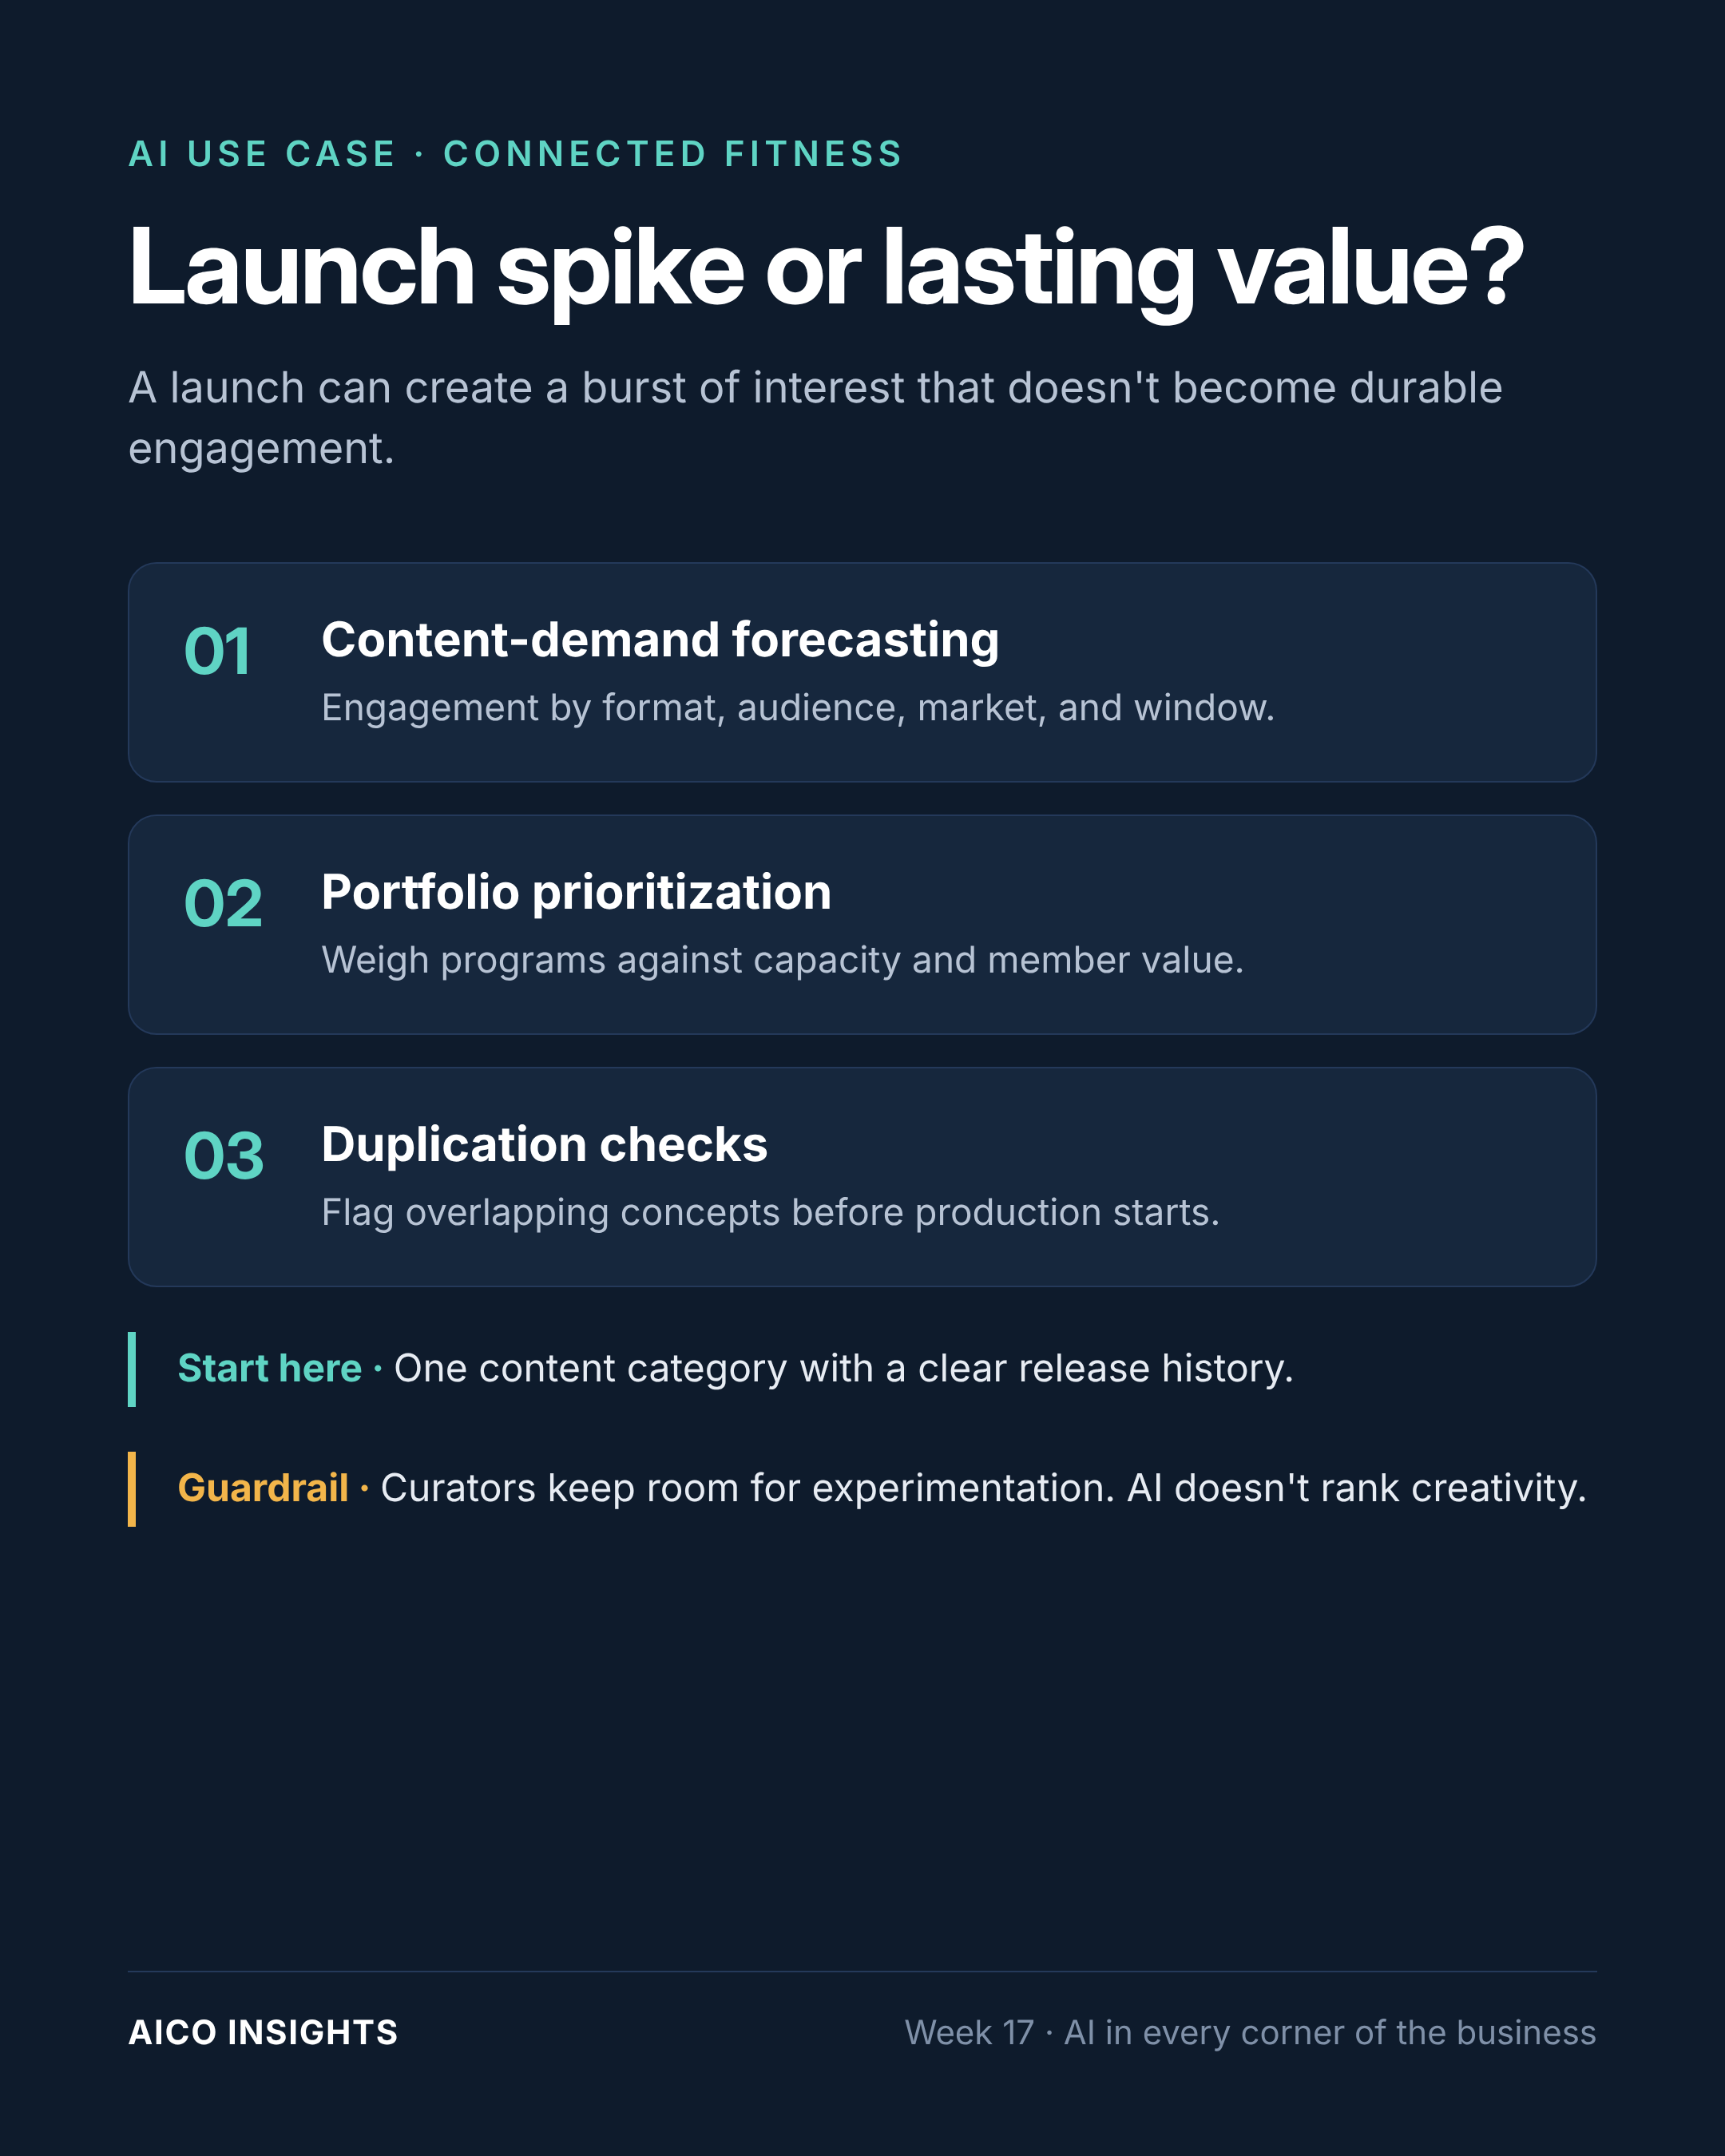 AI USE CASE · CONNECTED FITNESS
Launch spike or lasting value?
A launch can create a burst of interest that doesn't become durable
engagement.
01
Content-demand forecasting
Engagement by format, audience, market, and window.
02
Portfolio prioritization
Weigh programs against capacity and member value.
03
Duplication checks
Flag overlapping concepts before production starts.
Start here · One content category with a clear release history.
Guardrail · Curators keep room for experimentation. AI doesn't rank creativity.
AICO INSIGHTS
Week 17 · AI in every corner of the business